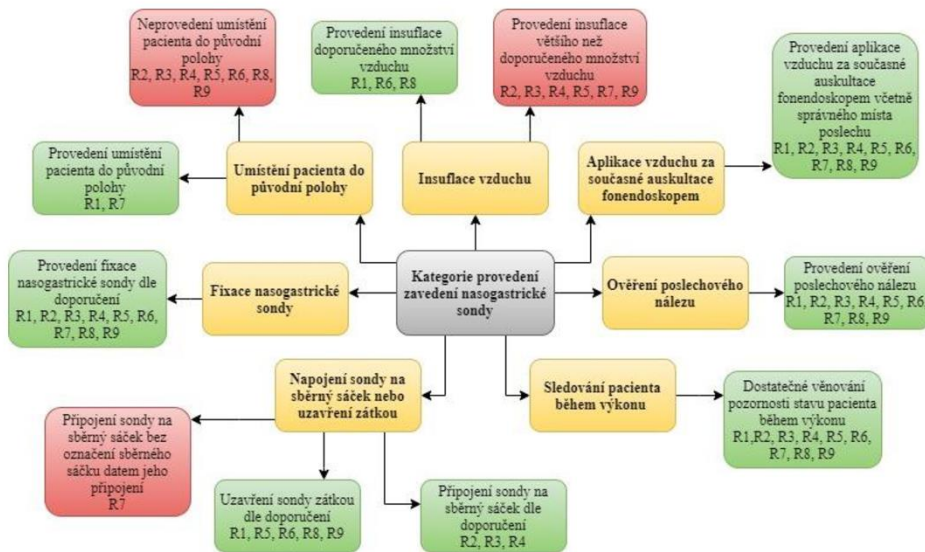 Neprovedení umístění
pacienta do původní
polohy
R2, R3, R4, R5, R6, R8,
R9
Provedení insuflace
doporučeného množství
vzduchu
R1, R6, R8
Provedení insuflace
většího než
doporučeného množství
vzduchu
R2, R3, R4, R5, R7, R9
Provedení aplikace
vzduchu za současné
auskultace
fonendoskopem včetně
správného místa
poslechu
R1, R2, R3, R4, R5, R6,
R7, R8, R9
Provedení umístění
pacienta do původní
polohy
R1, R7
Umístění pacienta do
původní polohy
Insuflace vzduchu
Aplikace vzduchu za
současné auskultace
fonendoskopem
Provedení fixace
nasogastrické sondy dle
doporučení
R1, R2, R3, R4, R5, R6,
R7, R8, R9
Fixace nasogastrické
sondy
Kategorie provedení
zavedení nasogastrické
sondy
Ověření poslechového
nálezu
Provedení ověření
poslechového nálezu
R1, R2, R3, R4, R5, R6
R7, R8, R9
Napojení sondy na
sběrný sáček nebo
uzavření zátkou
Sledování pacienta
během výkonu
Dostatečné věnování
pozornosti stavu pacienta
během výkonu
R1,R2, R3, R4, R5, R6,
R7, R8, R9
Připojení sondy na
sběrný sáček bez
označení sběrného
sáčku datem jeho
připojení
R7
Uzavření sondy zátkou
dle doporučení
R1, R5, R6, R8, R9
Připojení sondy na
sběrný sáček dle
doporučení
R2, R3, R4